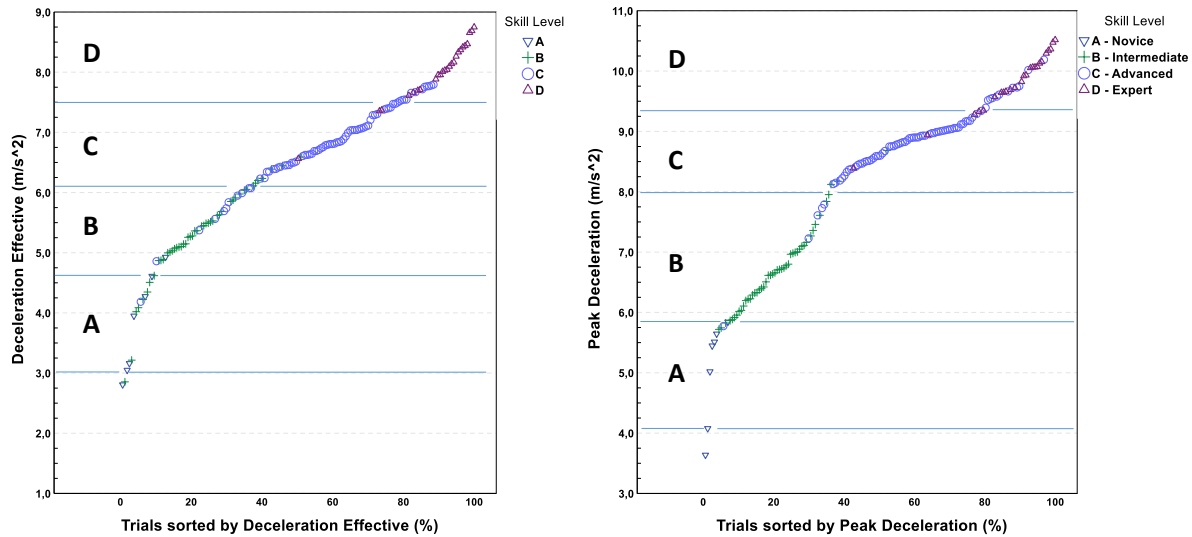 Deceleration Effective (m/s^2)
9,0
8,0
7,0
6,0
5,0
4,0
3,0
2,0
1,0
D
C
B
A
0 20 40 60 80 100
Trials sorted by Deceleration Effective (%)
Skill Level
A
B
C
D
Peak Deceleration (m/s^2)
11,0
10,0
9,0
8,0
7,0
6,0
5,0
4,0
3,0
D
C
B
A
0 20 40 60 80 100
Trials sorted by Peak Deceleration (%)
Skill Level
A - Novice
B - Intermediate
C - Advanced
D - Expert